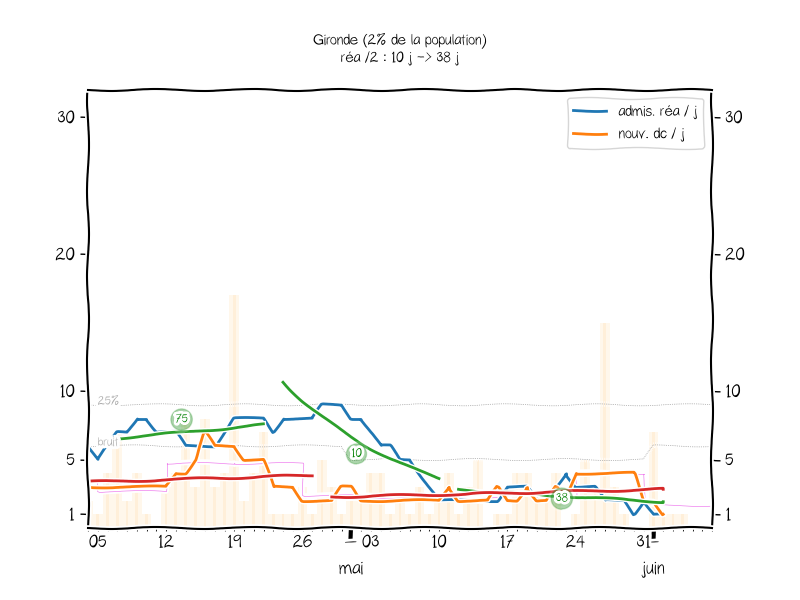 Gironde (2% de la population)
réa /2 : 10 j -> 38 j
admis. réa / j
nouv. dc / j
30
30
20
20
10
10
25%
75
bruit
10
5
5
38
1
1
05 12 19 26 03 10 17 24 31
mai juin